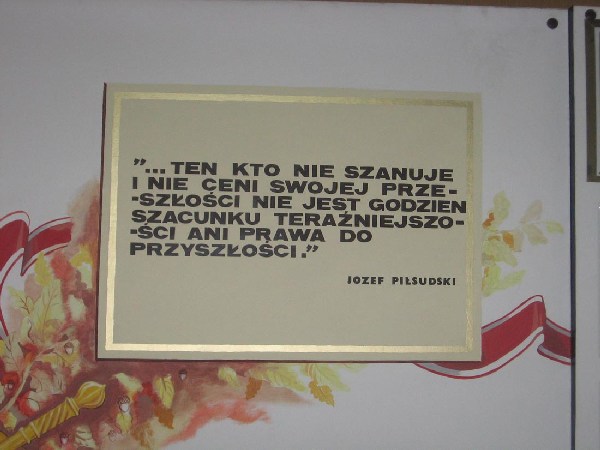 "... TEN KTO NIE SZANUJE
I NIE CENI SWOJEJ PRZE-
-SZŁOŚCI NIE JEST GODZIEN
SZACUNKU TERAŹNIEJSZO-
-ŚCI ANI PRAWA DO
PRZYSZŁOŚCI."
JOZEF PIŁSUDSKI